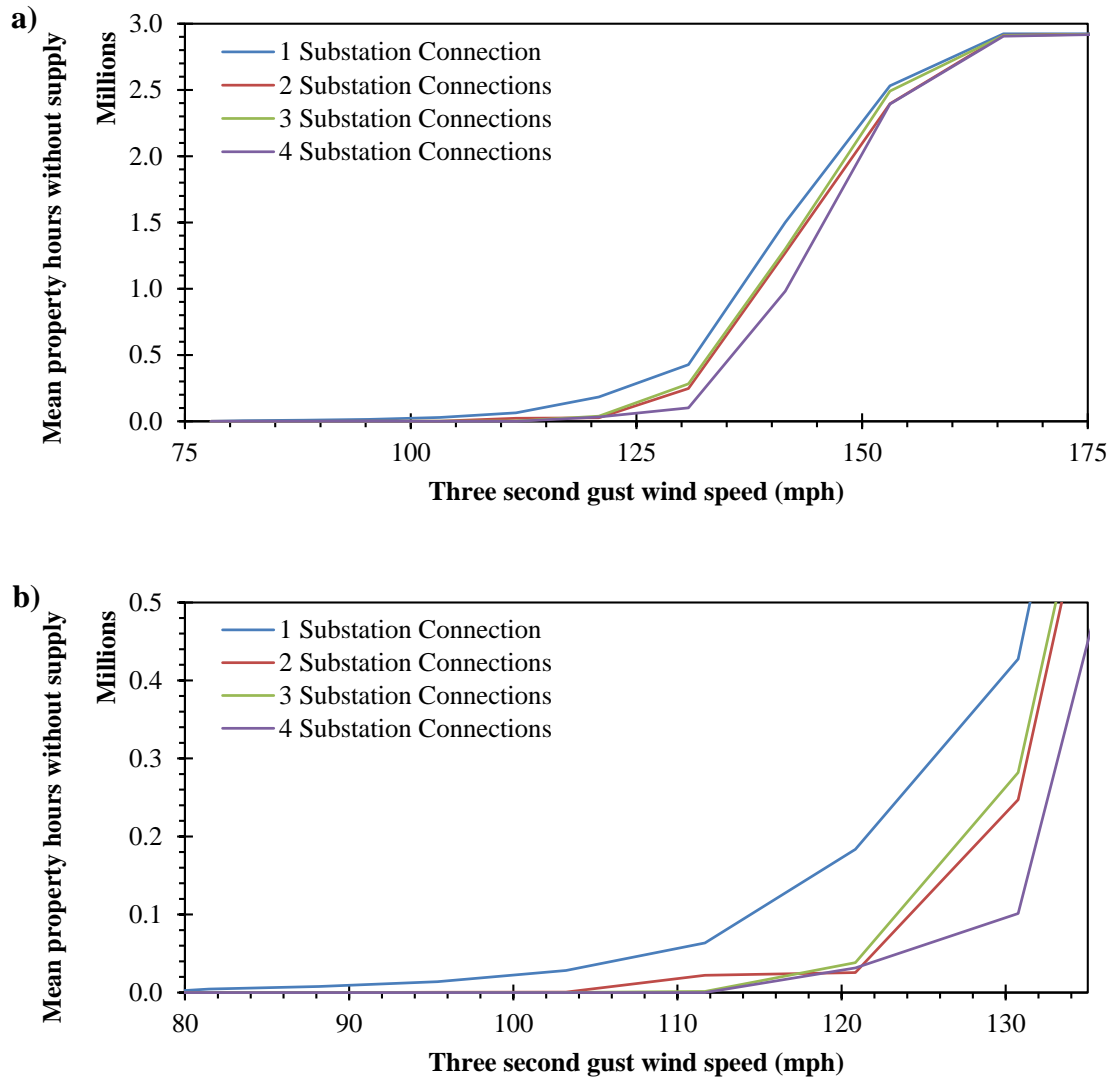 a)
Mean property hours without supply
Millions
3.0
2.5
2.0
1.5
1.0
0.5
0.0
1 Substation Connection
2 Substation Connections
3 Substation Connections
4 Substation Connections
75 100 125 150 175
Three second gust wind speed (mph)
b)
Mean property hours without supply
Millions
0.5
0.4
0.3
0.2
0.1
0.0
1 Substation Connection
2 Substation Connections
3 Substation Connections
4 Substation Connections
80 90 100 110 120 130
Three second gust wind speed (mph)